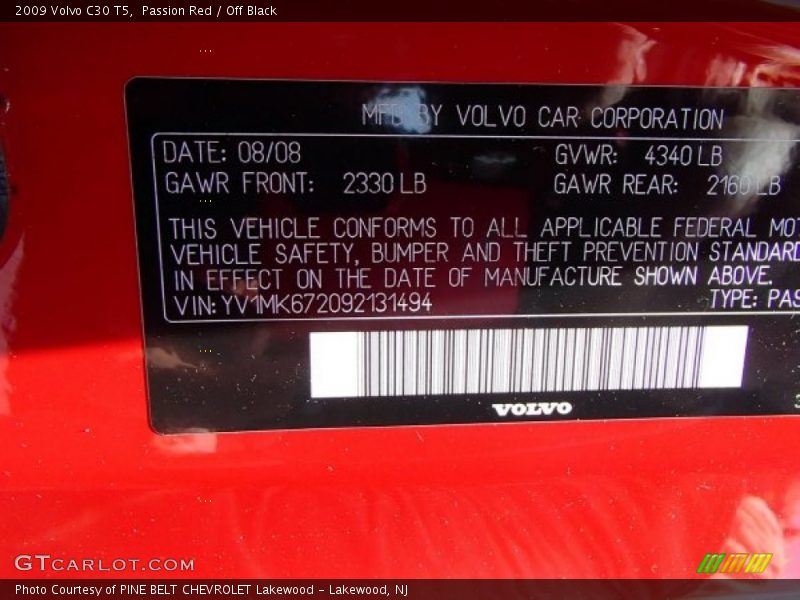 2009 Volvo C30 T5, Passion Red / Off Black
MFD BY VOLVO CAR CORPORATION
DATE: 08/08 GVWR: 4340 LB
GAWR FRONT: 2330 LB GAWR REAR: 2160 LB
THIS VEHICLE CONFORMS TO ALL APPLICABLE FEDERAL MOT
VEHICLE SAFETY, BUMPER AND THEFT PREVENTION STANDARD
IN EFFECT ON THE DATE OF MANUFACTURE SHOWN ABOVE.
VIN: YV1MK672092131494 TYPE: PAS
VOLVO
GTCARLOT.COM
Photo Courtesy of PINE BELT CHEVROLET Lakewood - Lakewood, NJ